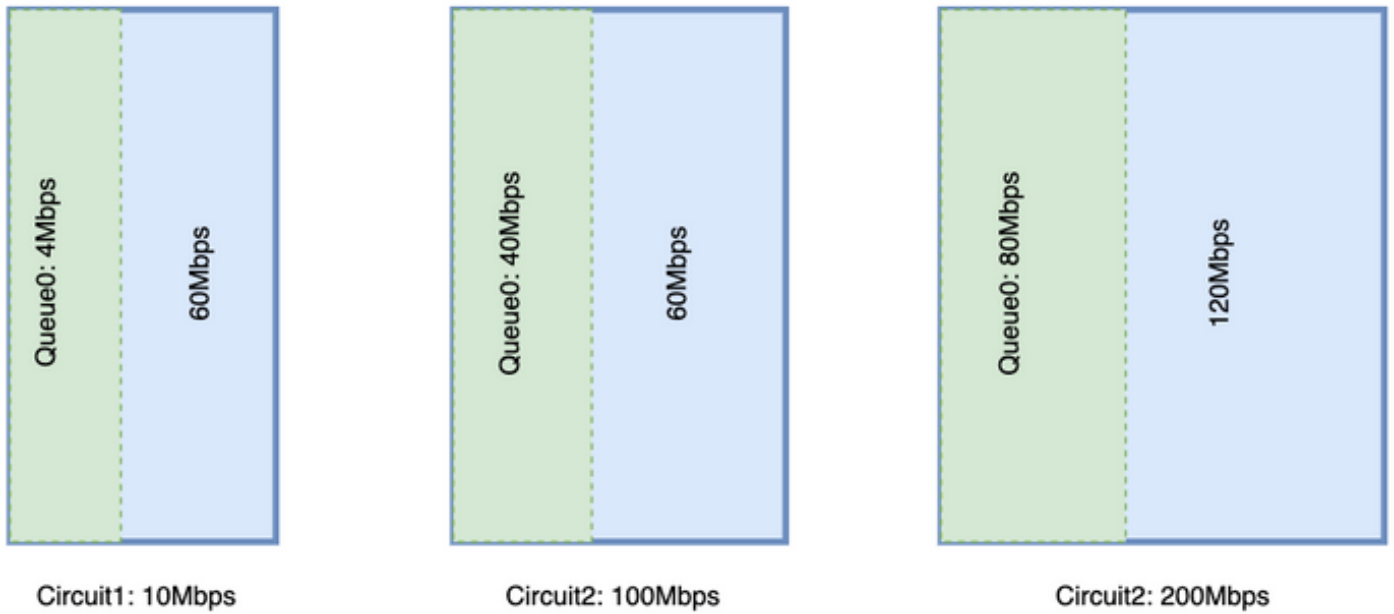 Queue0: 4Mbps
60Mbps
Circuit1: 10Mbps
Queue0: 40Mbps
60Mbps
Circuit2: 100Mbps
Queue0: 80Mbps
120Mbps
Circuit2: 200Mbps